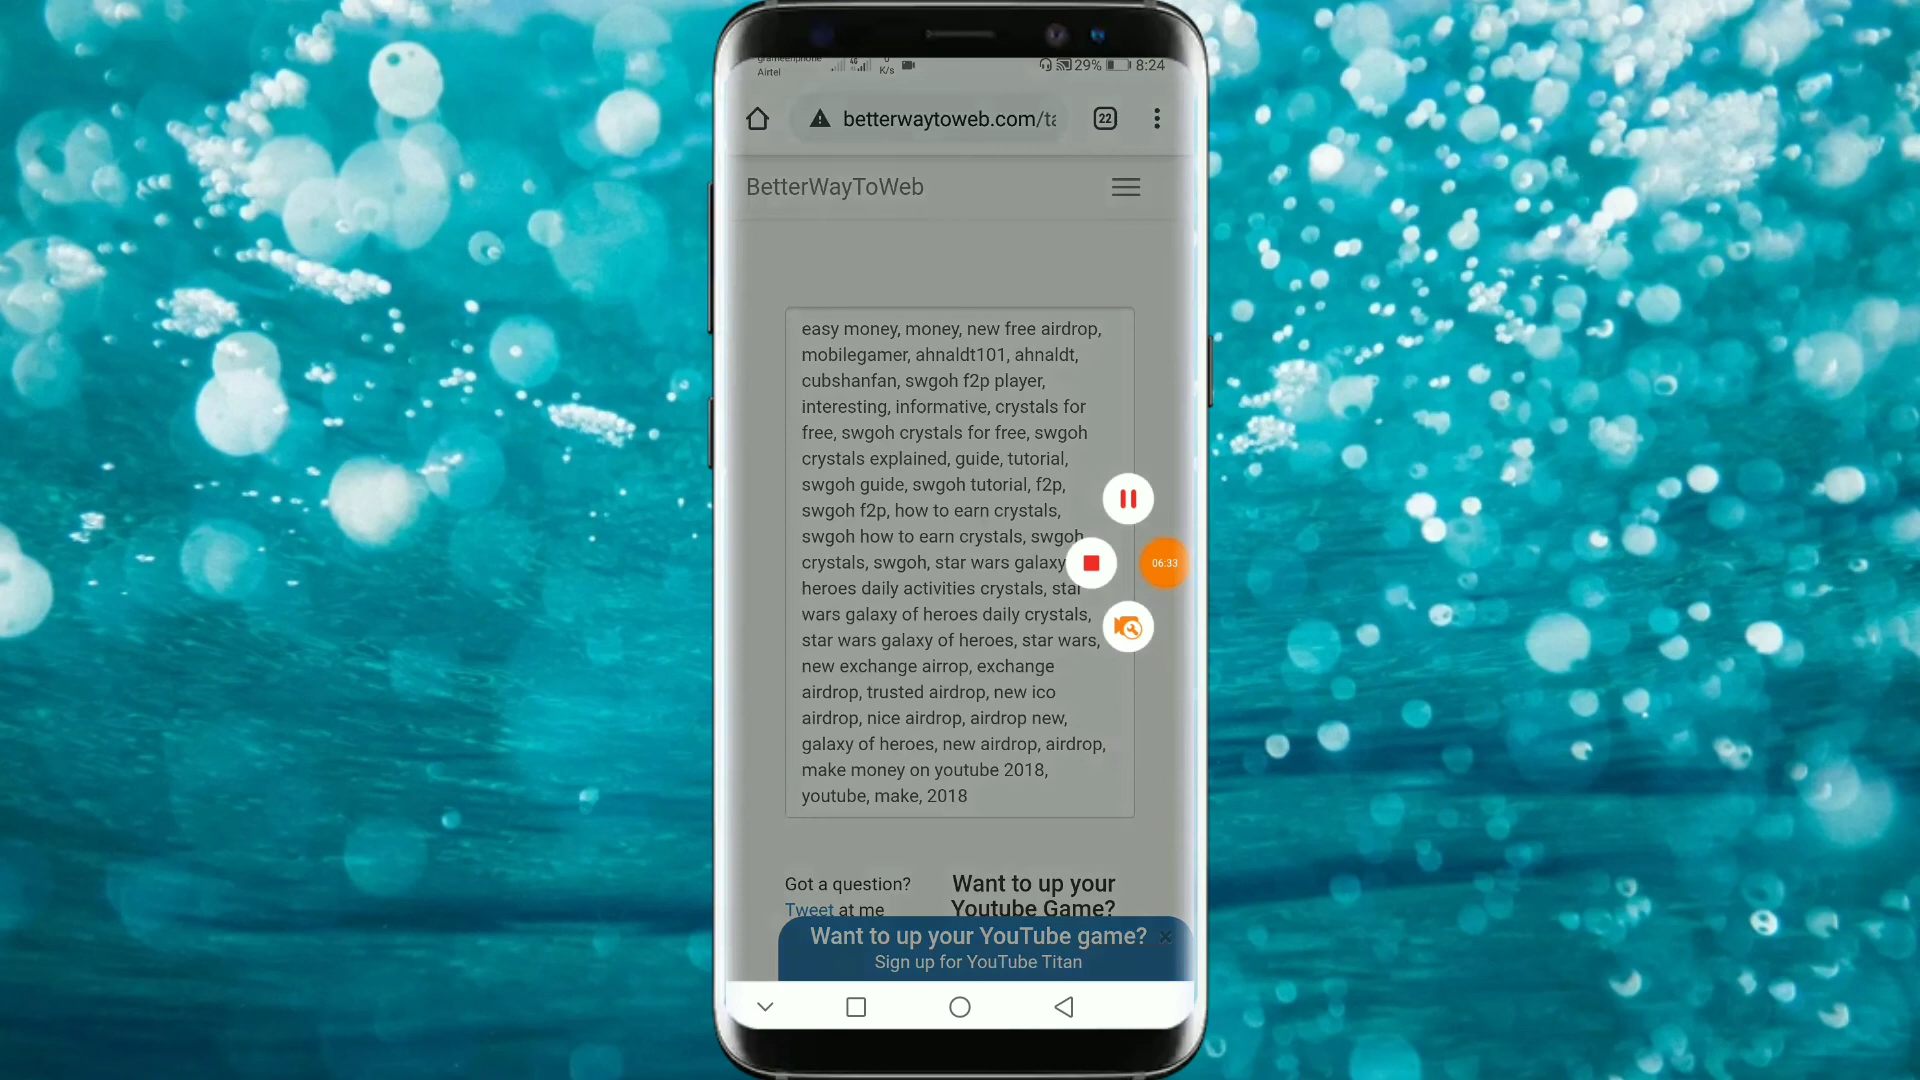 grameenphone
Airtel
4G
0
K/s
29%
8:24
betterwaytoweb.com/ta
22
BetterWayToWeb
easy money, money, new free airdrop,
mobilegamer, ahnaldt101, ahnaldt,
cubshanfan, swgoh f2p player,
interesting, informative, crystals for
free, swgoh crystals for free, swgoh
crystals explained, guide, tutorial,
swgoh guide, swgoh tutorial, f2p,
swgoh f2p, how to earn crystals,
swgoh how to earn crystals, swgoh
crystals, swgoh, star wars galaxy
heroes daily activities crystals, star
wars galaxy of heroes daily crystals,
star wars galaxy of heroes, star wars,
new exchange airrop, exchange
airdrop, trusted airdrop, new ico
airdrop, nice airdrop, airdrop new,
galaxy of heroes, new airdrop, airdrop,
make money on youtube 2018,
youtube, make, 2018
06:33
Got a question?
Tweet at me
Want to up your
Youtube Game?
Want to up your YouTube game? ×
Sign up for YouTube Titan